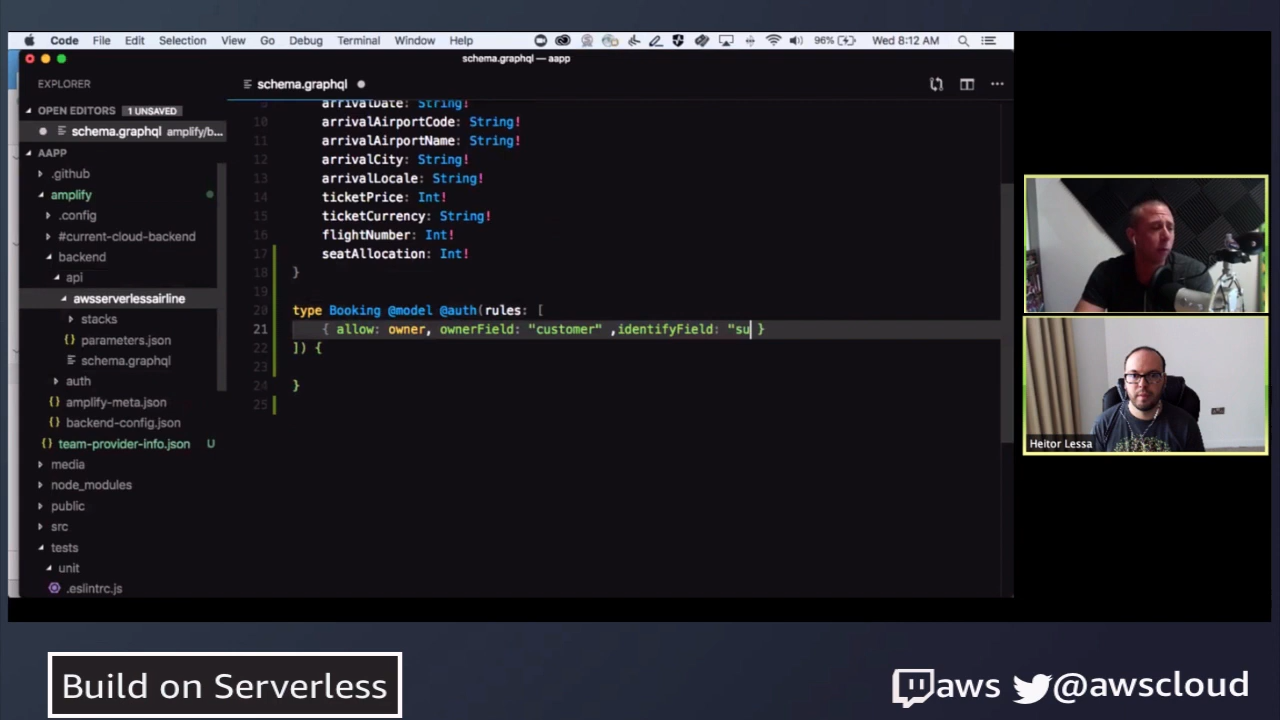 Code File Edit Selection View Go Debug Terminal Window Help 96% Wed 8:12 AM
schema.graphql — aapp
EXPLORER
schema.graphql
OPEN EDITORS 1 UNSAVED
schema.graphql amplify/b...
AAPP
.github
amplify
.config
#current-cloud-backend
backend
api
awsserverlessairline
stacks
parameters.json
schema.graphql
auth
amplify-meta.json
backend-config.json
team-provider-info.json U
media
node_modules
public
src
tests
unit
.eslintrc.js
9 arrivalDate: String!
10 arrivalAirportCode: String!
11 arrivalAirportName: String!
12 arrivalCity: String!
13 arrivalLocale: String!
14 ticketPrice: Int!
15 ticketCurrency: String!
16 flightNumber: Int!
17 seatAllocation: Int!
18 }
19
20 type Booking @model @auth(rules: [
21 { allow: owner, ownerField: "customer" ,identifyField: "su }
22 ]) {
23
24 }
25
Heitor Lessa
Build on Serverless
aws @awscloud